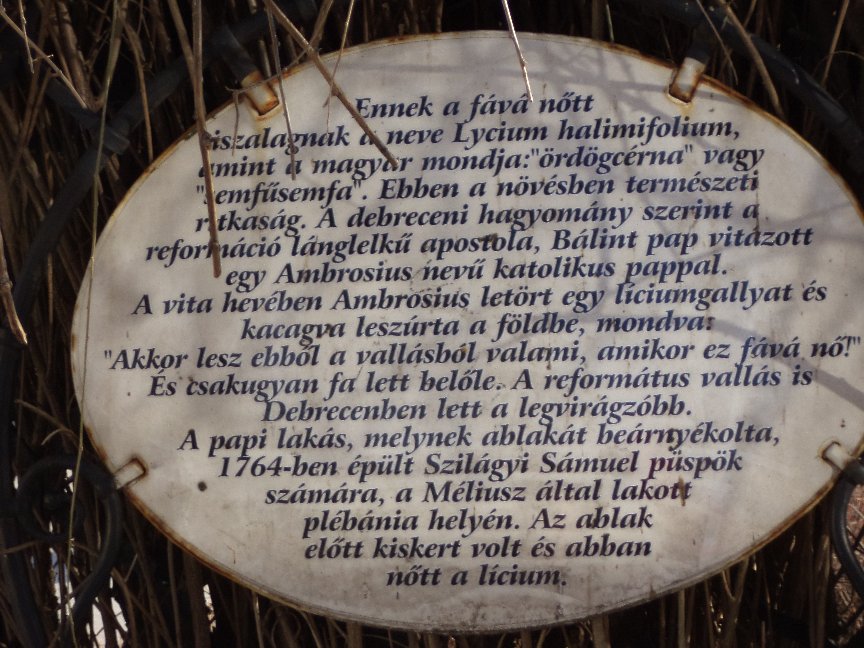 Ennek a fává nőtt
iszalagnak a neve Lycium halimifolium,
amint a magyar mondja:"ördögcérna" vagy
"semfűsemfa". Ebben a növésben természeti
ritkaság. A debreceni hagyomány szerint a
reformáció lánglelkű apostola, Bálint pap vitázott
egy Ambrosius nevű katolikus pappal.
A vita hevében Ambrosius letört egy líciumgallyat és
kacagva leszúrta a földbe, mondva:
"Akkor lesz ebből a vallásból valami, amikor ez fává nő!"
És csakugyan fa lett belőle. A református vallás is
Debrecenben lett a legvirágzóbb.
A papi lakás, melynek ablakát beárnyékolta,
1764-ben épült Szilágyi Sámuel püspök
számára, a Méliusz által lakott
plébánia helyén. Az ablak
előtt kiskert volt és abban
nőtt a lícium.